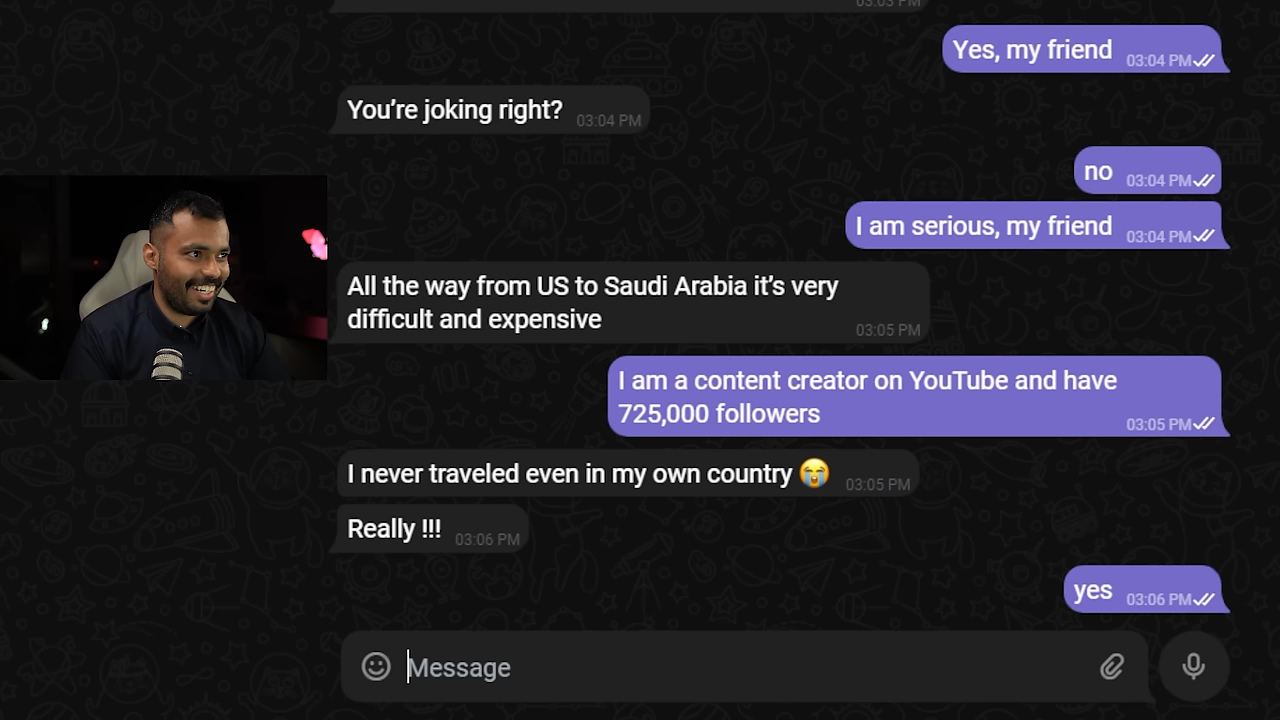 03:03 PM
Yes, my friend 03:04 PM
You’re joking right? 03:04 PM
no 03:04 PM
I am serious, my friend 03:04 PM
All the way from US to Saudi Arabia it’s very
difficult and expensive 03:05 PM
I am a content creator on YouTube and have
725,000 followers 03:05 PM
I never traveled even in my own country 😭 03:05 PM
Really !!! 03:06 PM
yes 03:06 PM
Message